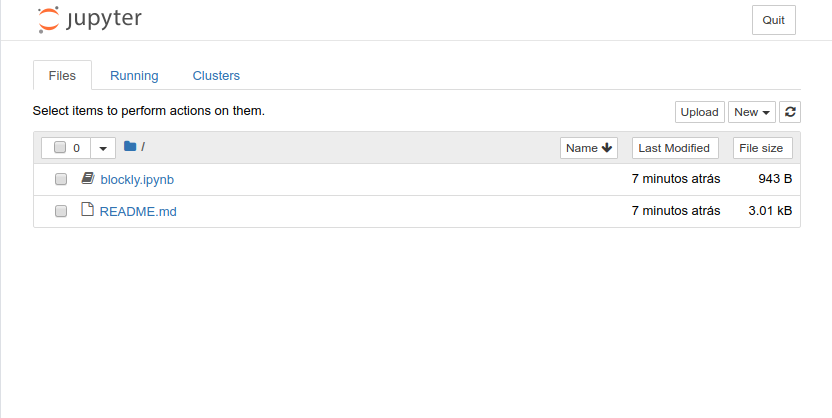 jupyter
Quit
Files Running Clusters
Select items to perform actions on them.
Upload New
0 / Name Last Modified File size
blockly.ipynb 7 minutos atrás 943 B
README.md 7 minutos atrás 3.01 kB